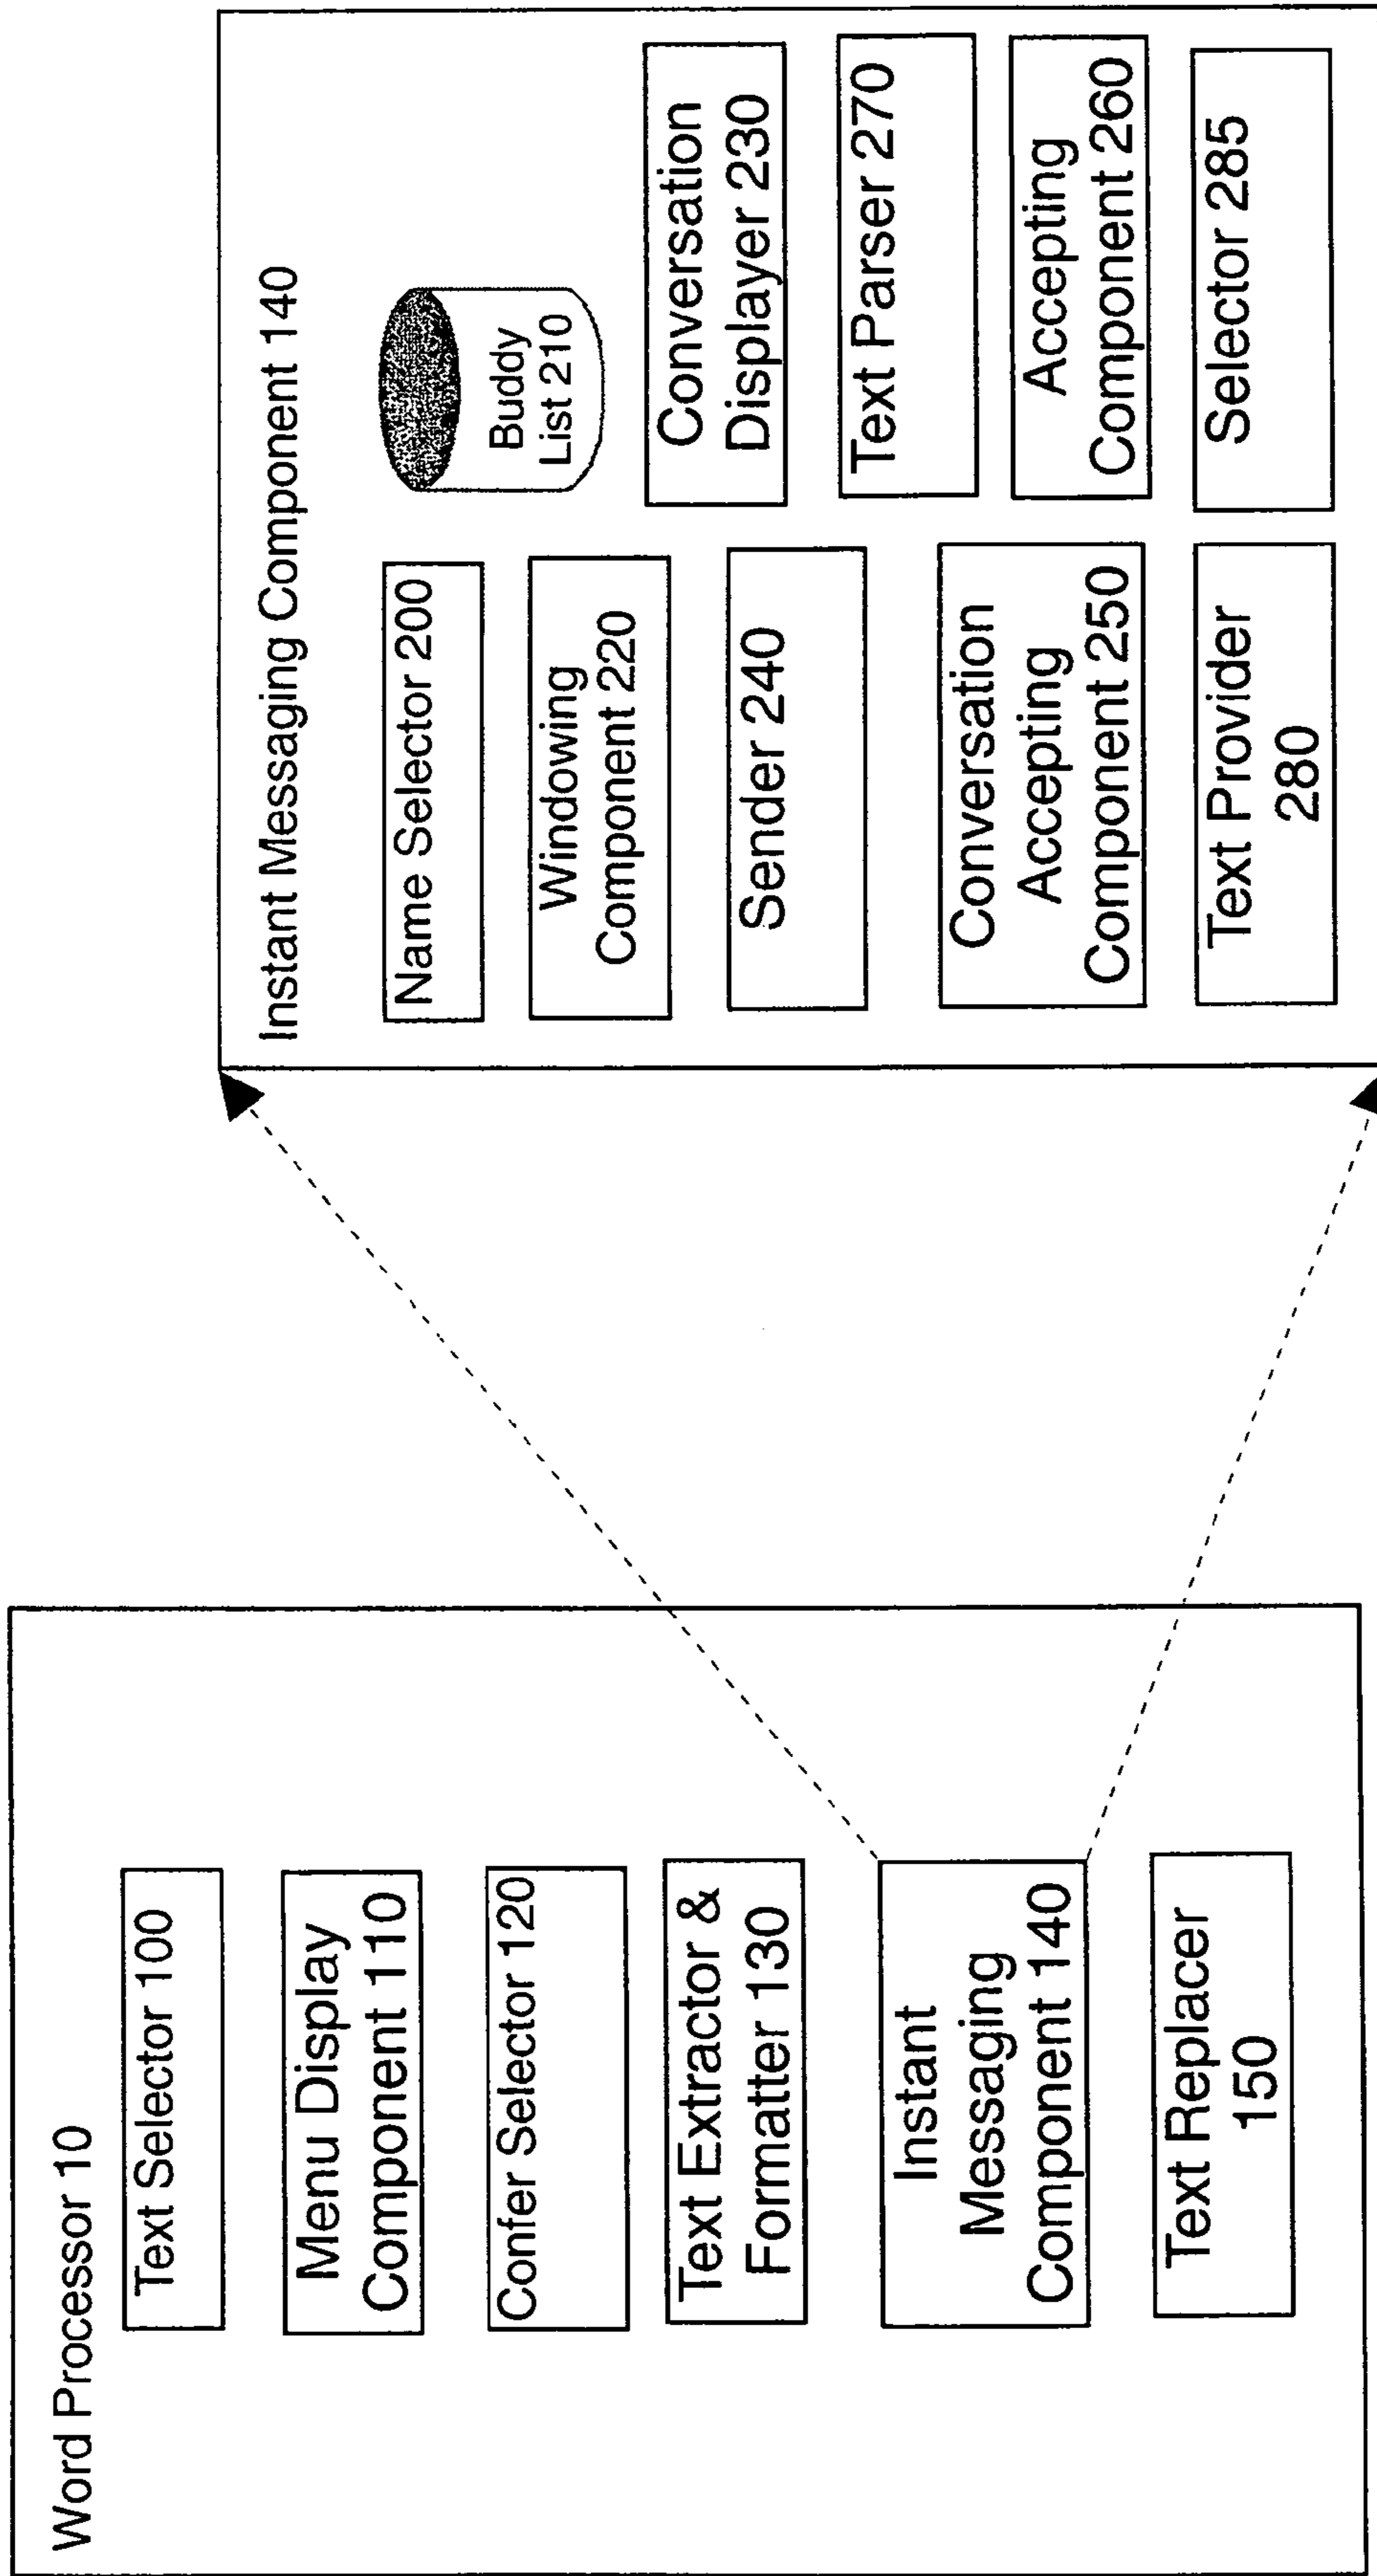 Word Processor 10
Text Selector 100
Menu Display
Component 110
Confer Selector 120
Text Extractor &
Formatter 130
Instant
Messaging
Component 140
Text Replacer
150
Instant Messaging Component 140
Name Selector 200
Buddy
List 210
Windowing
Component 220
Conversation
Displayer 230
Sender 240
Text Parser 270
Conversation
Accepting
Component 250
Accepting
Component 260
Text Provider
280
Selector 285